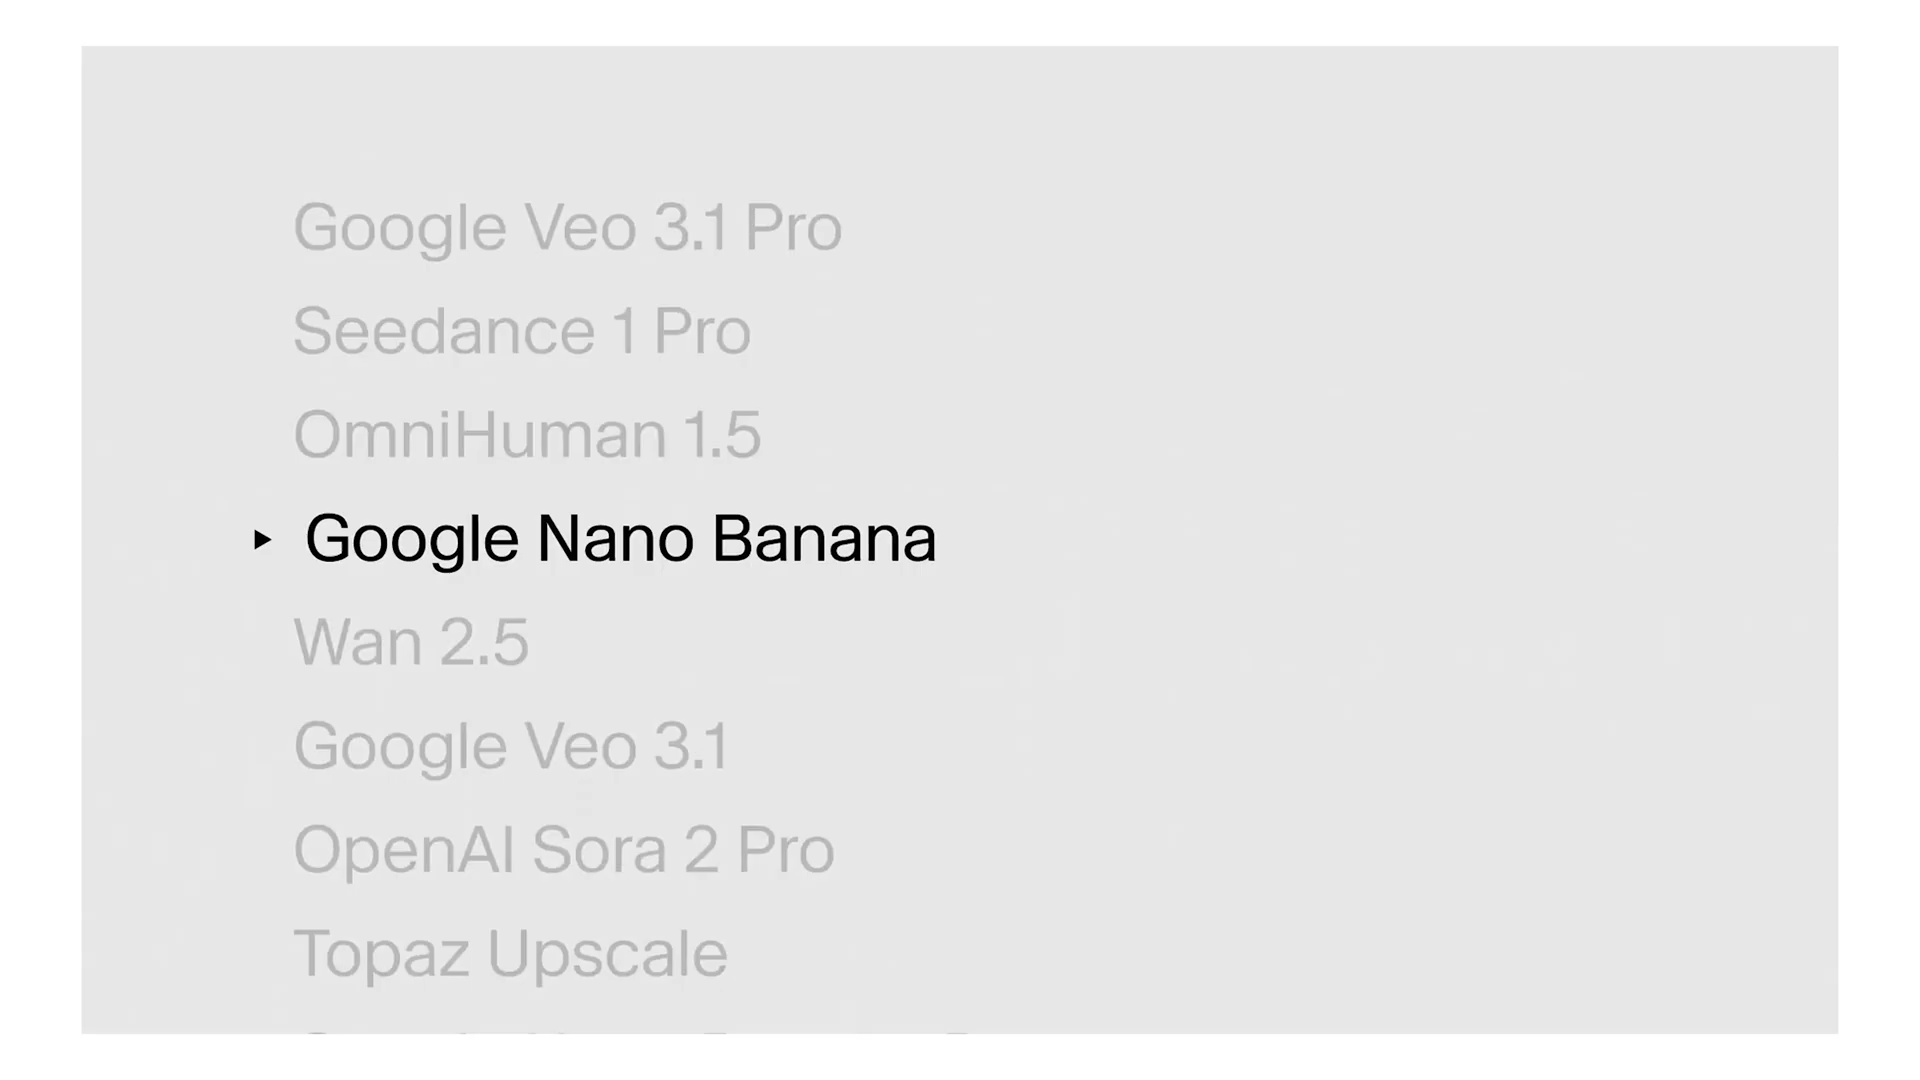 Google Veo 3.1 Pro
Seedance 1 Pro
OmniHuman 1.5
Google Nano Banana
Wan 2.5
Google Veo 3.1
OpenAI Sora 2 Pro
Topaz Upscale